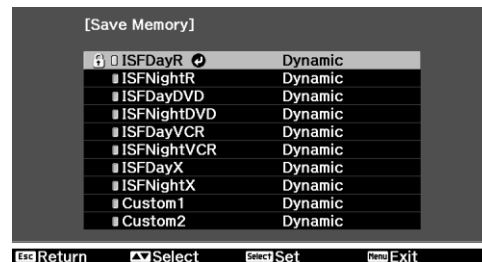 [Save Memory]
ISFDayR Dynamic
ISFNightR Dynamic
ISFDayDVD Dynamic
ISFNightDVD Dynamic
ISFDayVCR Dynamic
ISFNightVCR Dynamic
ISFDayX Dynamic
ISFNightX Dynamic
Custom1 Dynamic
Custom2 Dynamic
Esc Return Select Select Set Menu Exit